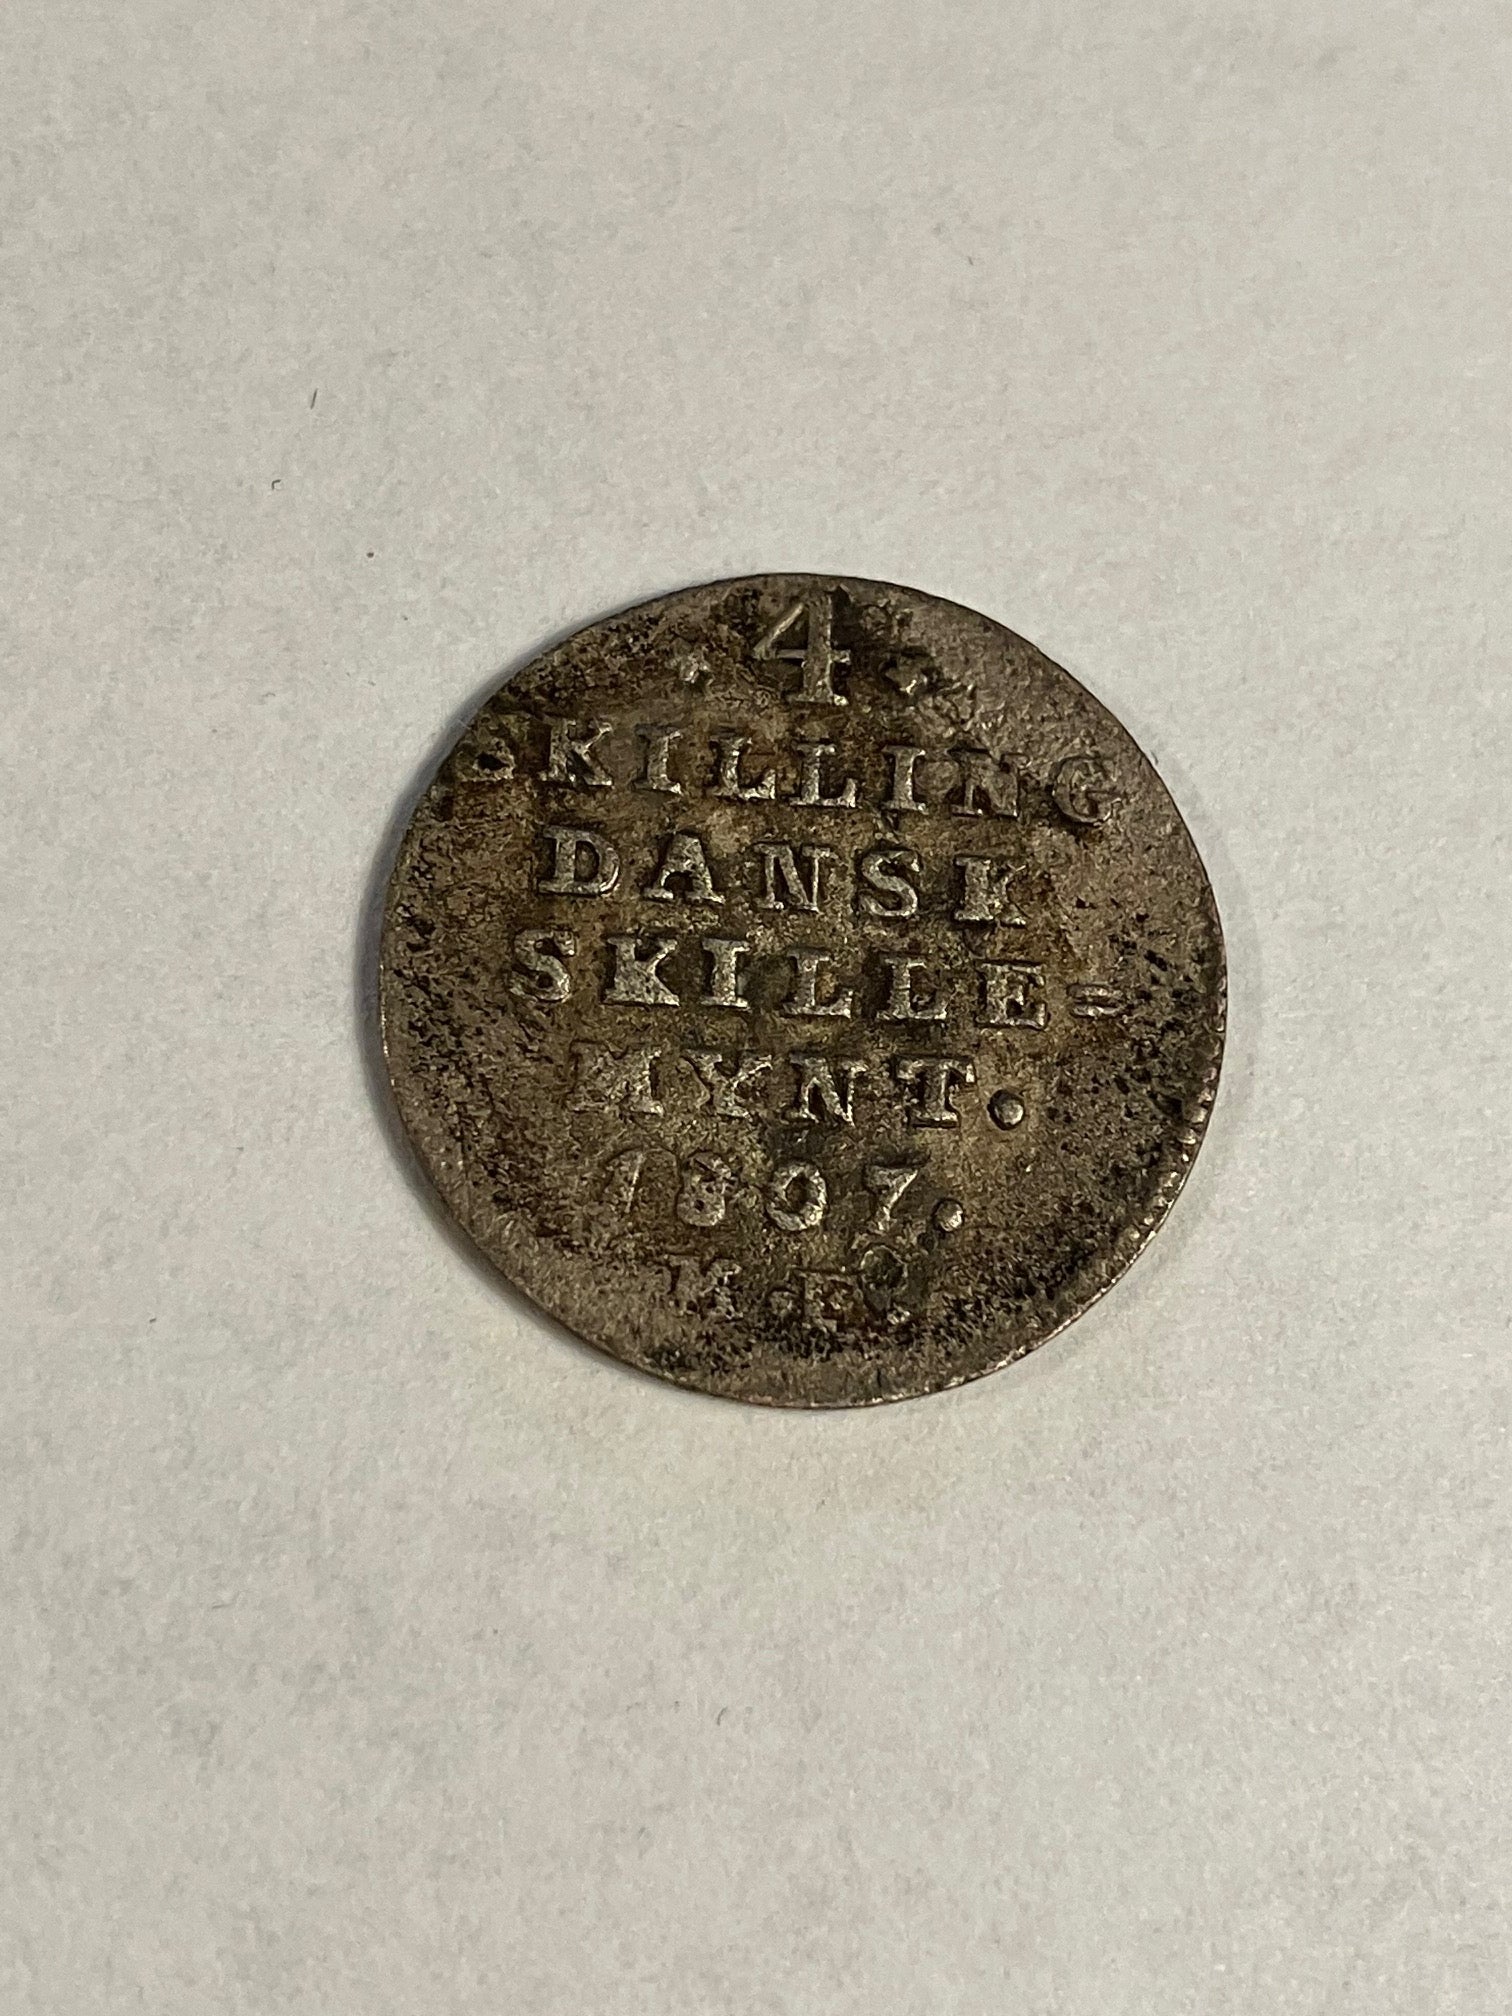 4
SKILLING
DANSK
SKILLE=
MYNT.
1807.